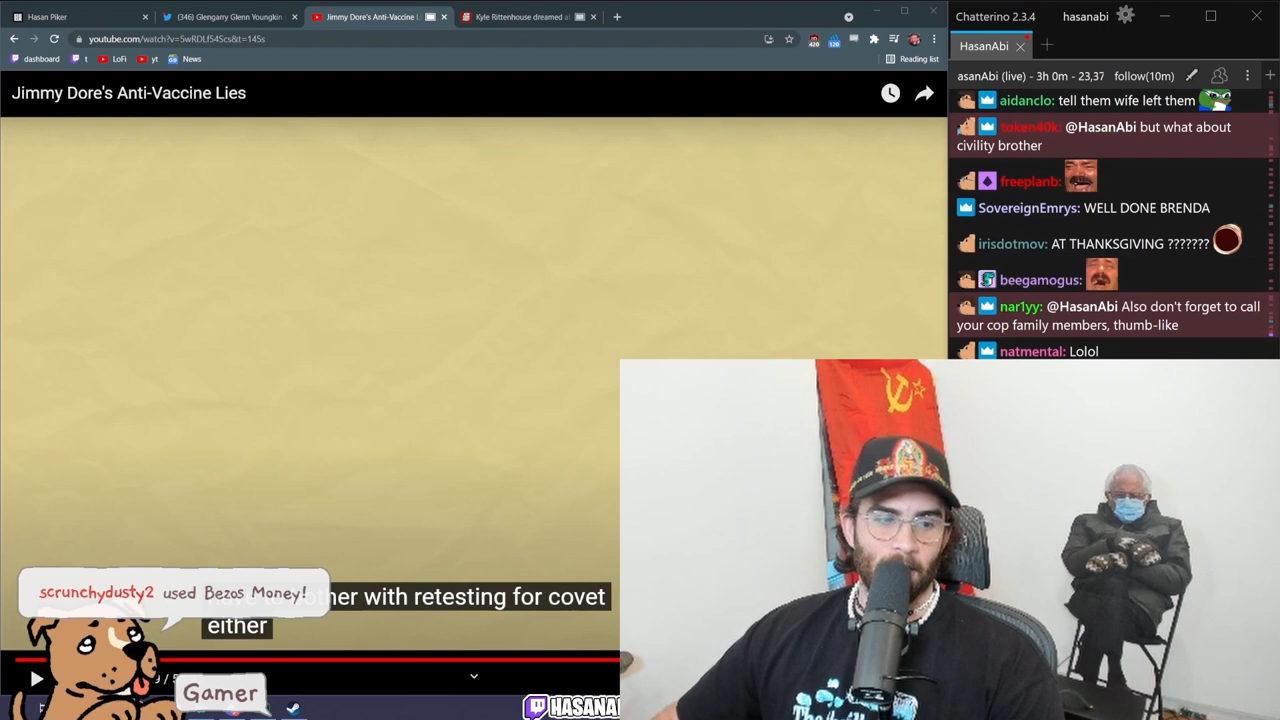 Hasan Piker
(346) Glengarry Glenn Youngkin
Jimmy Dore's Anti-Vaccine L
Kyle Rittenhouse dreamed a
youtube.com/watch?v=5wRDLf54Scs&t=145s
420
120
dashboard
t
LoFi
yt
News
Reading list
Jimmy Dore's Anti-Vaccine Lies
Chatterino 2.3.4
hasanabi
HasanAbi
asanAbi (live) - 3h 0m - 23,37
follow(10m)
aidanclo: tell them wife left them
token40k: @HasanAbi but what about
civility brother
freeplanb:
SovereignEmrys: WELL DONE BRENDA
irisdotmov: AT THANKSGIVING ???????
beegamogus:
nar1yy: @HasanAbi Also don't forget to call
your cop family members, thumb-like
natmental: Lolol
other with retesting for covet
either
scrunchydusty2 used Bezos Money!
Gamer
HASANA